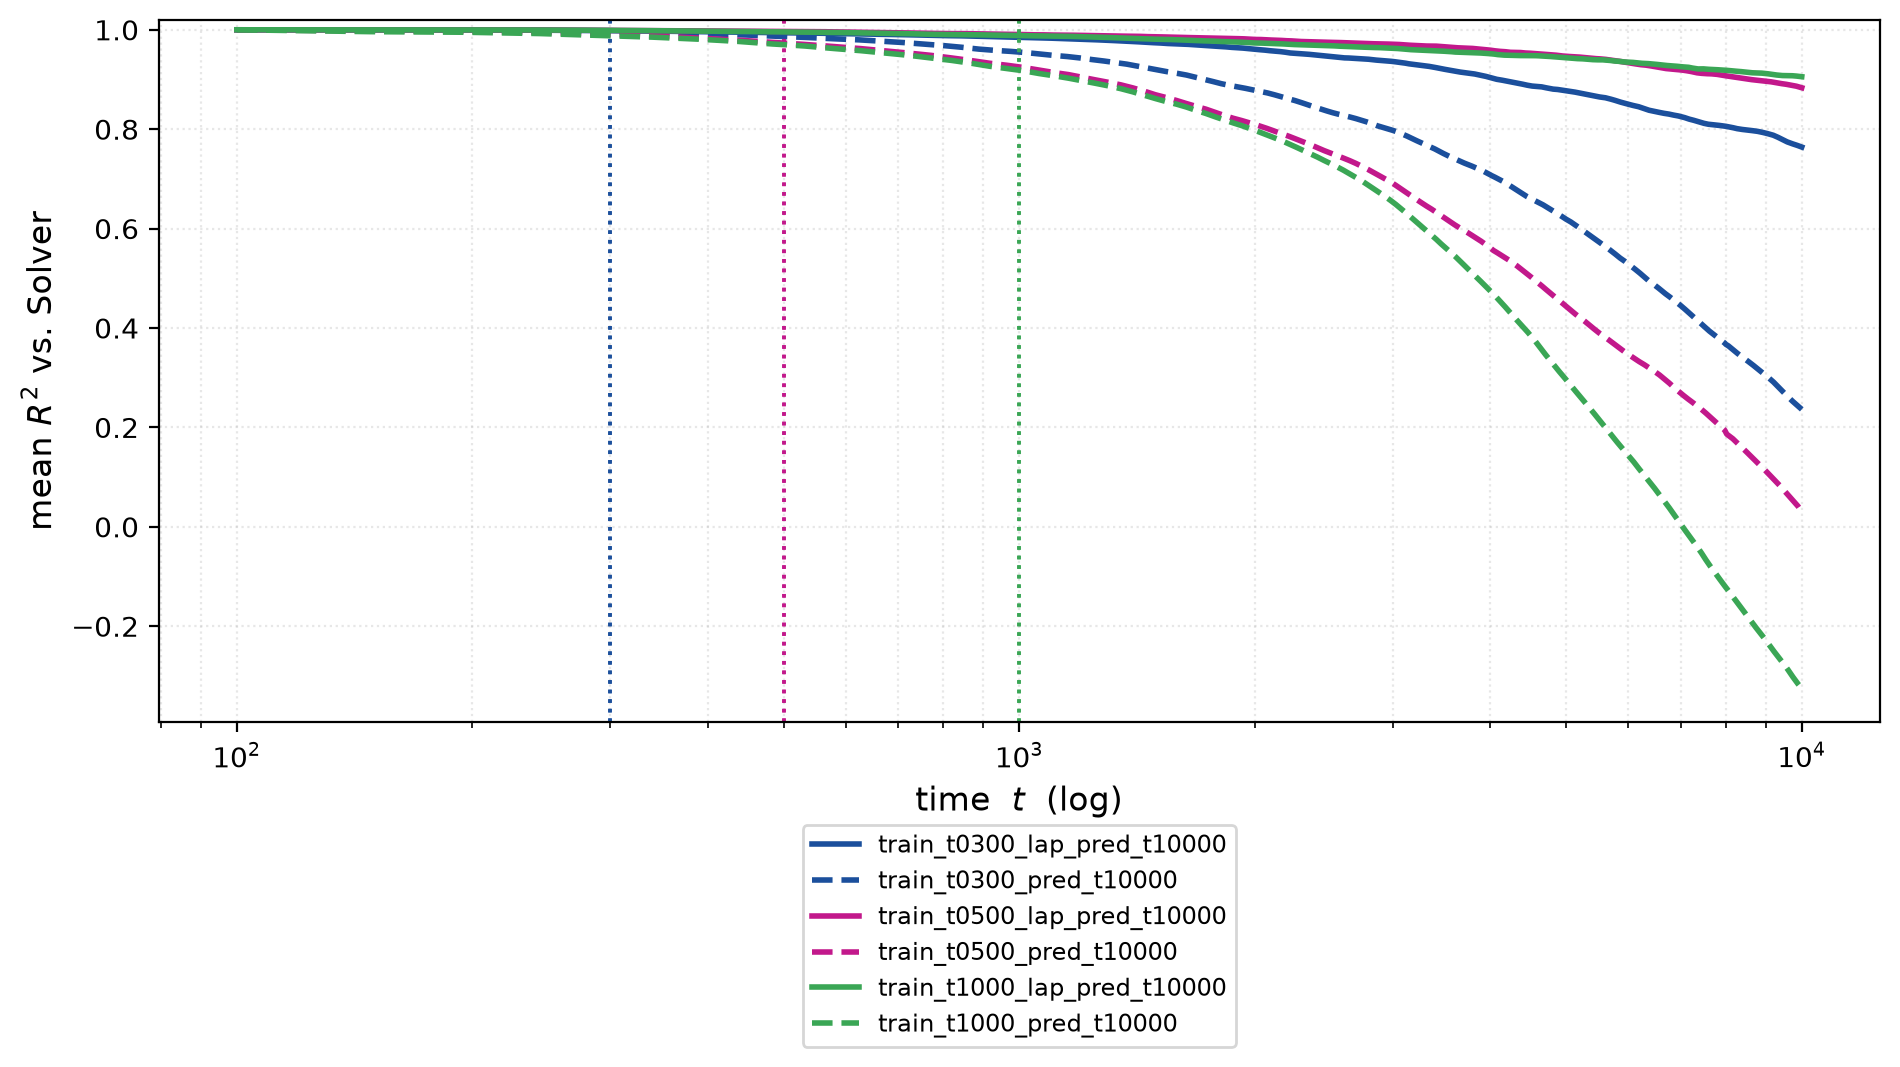 1.0
0.8
0.6
0.4
0.2
0.0
−0.2
mean R² vs. Solver
10² 10³ 10⁴
time t (log)
train_t0300_lap_pred_t10000
train_t0300_pred_t10000
train_t0500_lap_pred_t10000
train_t0500_pred_t10000
train_t1000_lap_pred_t10000
train_t1000_pred_t10000